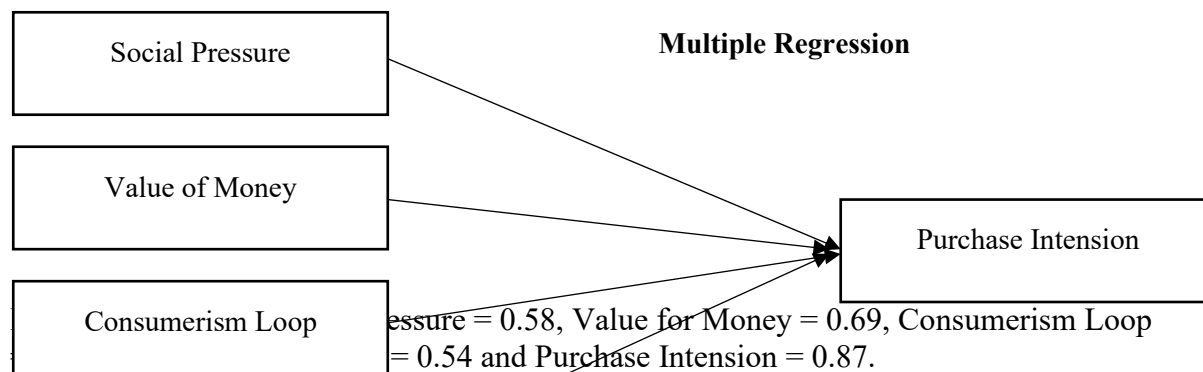 Social Pressure
Multiple Regression
Value of Money
Purchase Intension
Consumerism Loop
= 0.58, Value for Money = 0.69, Consumerism Loop
= 0.54 and Purchase Intension = 0.87.